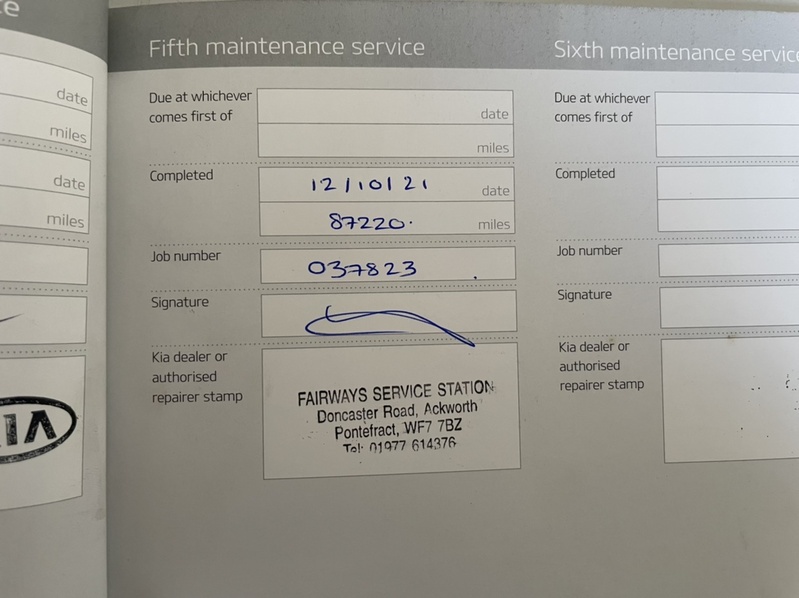 ce
date
miles
date
miles
KIA
Fifth maintenance service
Due at whichever
comes first of
date
miles
Completed
12/10/21 date
87220. miles
Job number
037823
Signature
Kia dealer or
authorised
repairer stamp
FAIRWAYS SERVICE STATION
Doncaster Road, Ackworth
Pontefract, WF7 7BZ
Tel: 01977 614376
Sixth maintenance service
Due at whichever
comes first of
Completed
Job number
Signature
Kia dealer or
authorised
repairer stamp